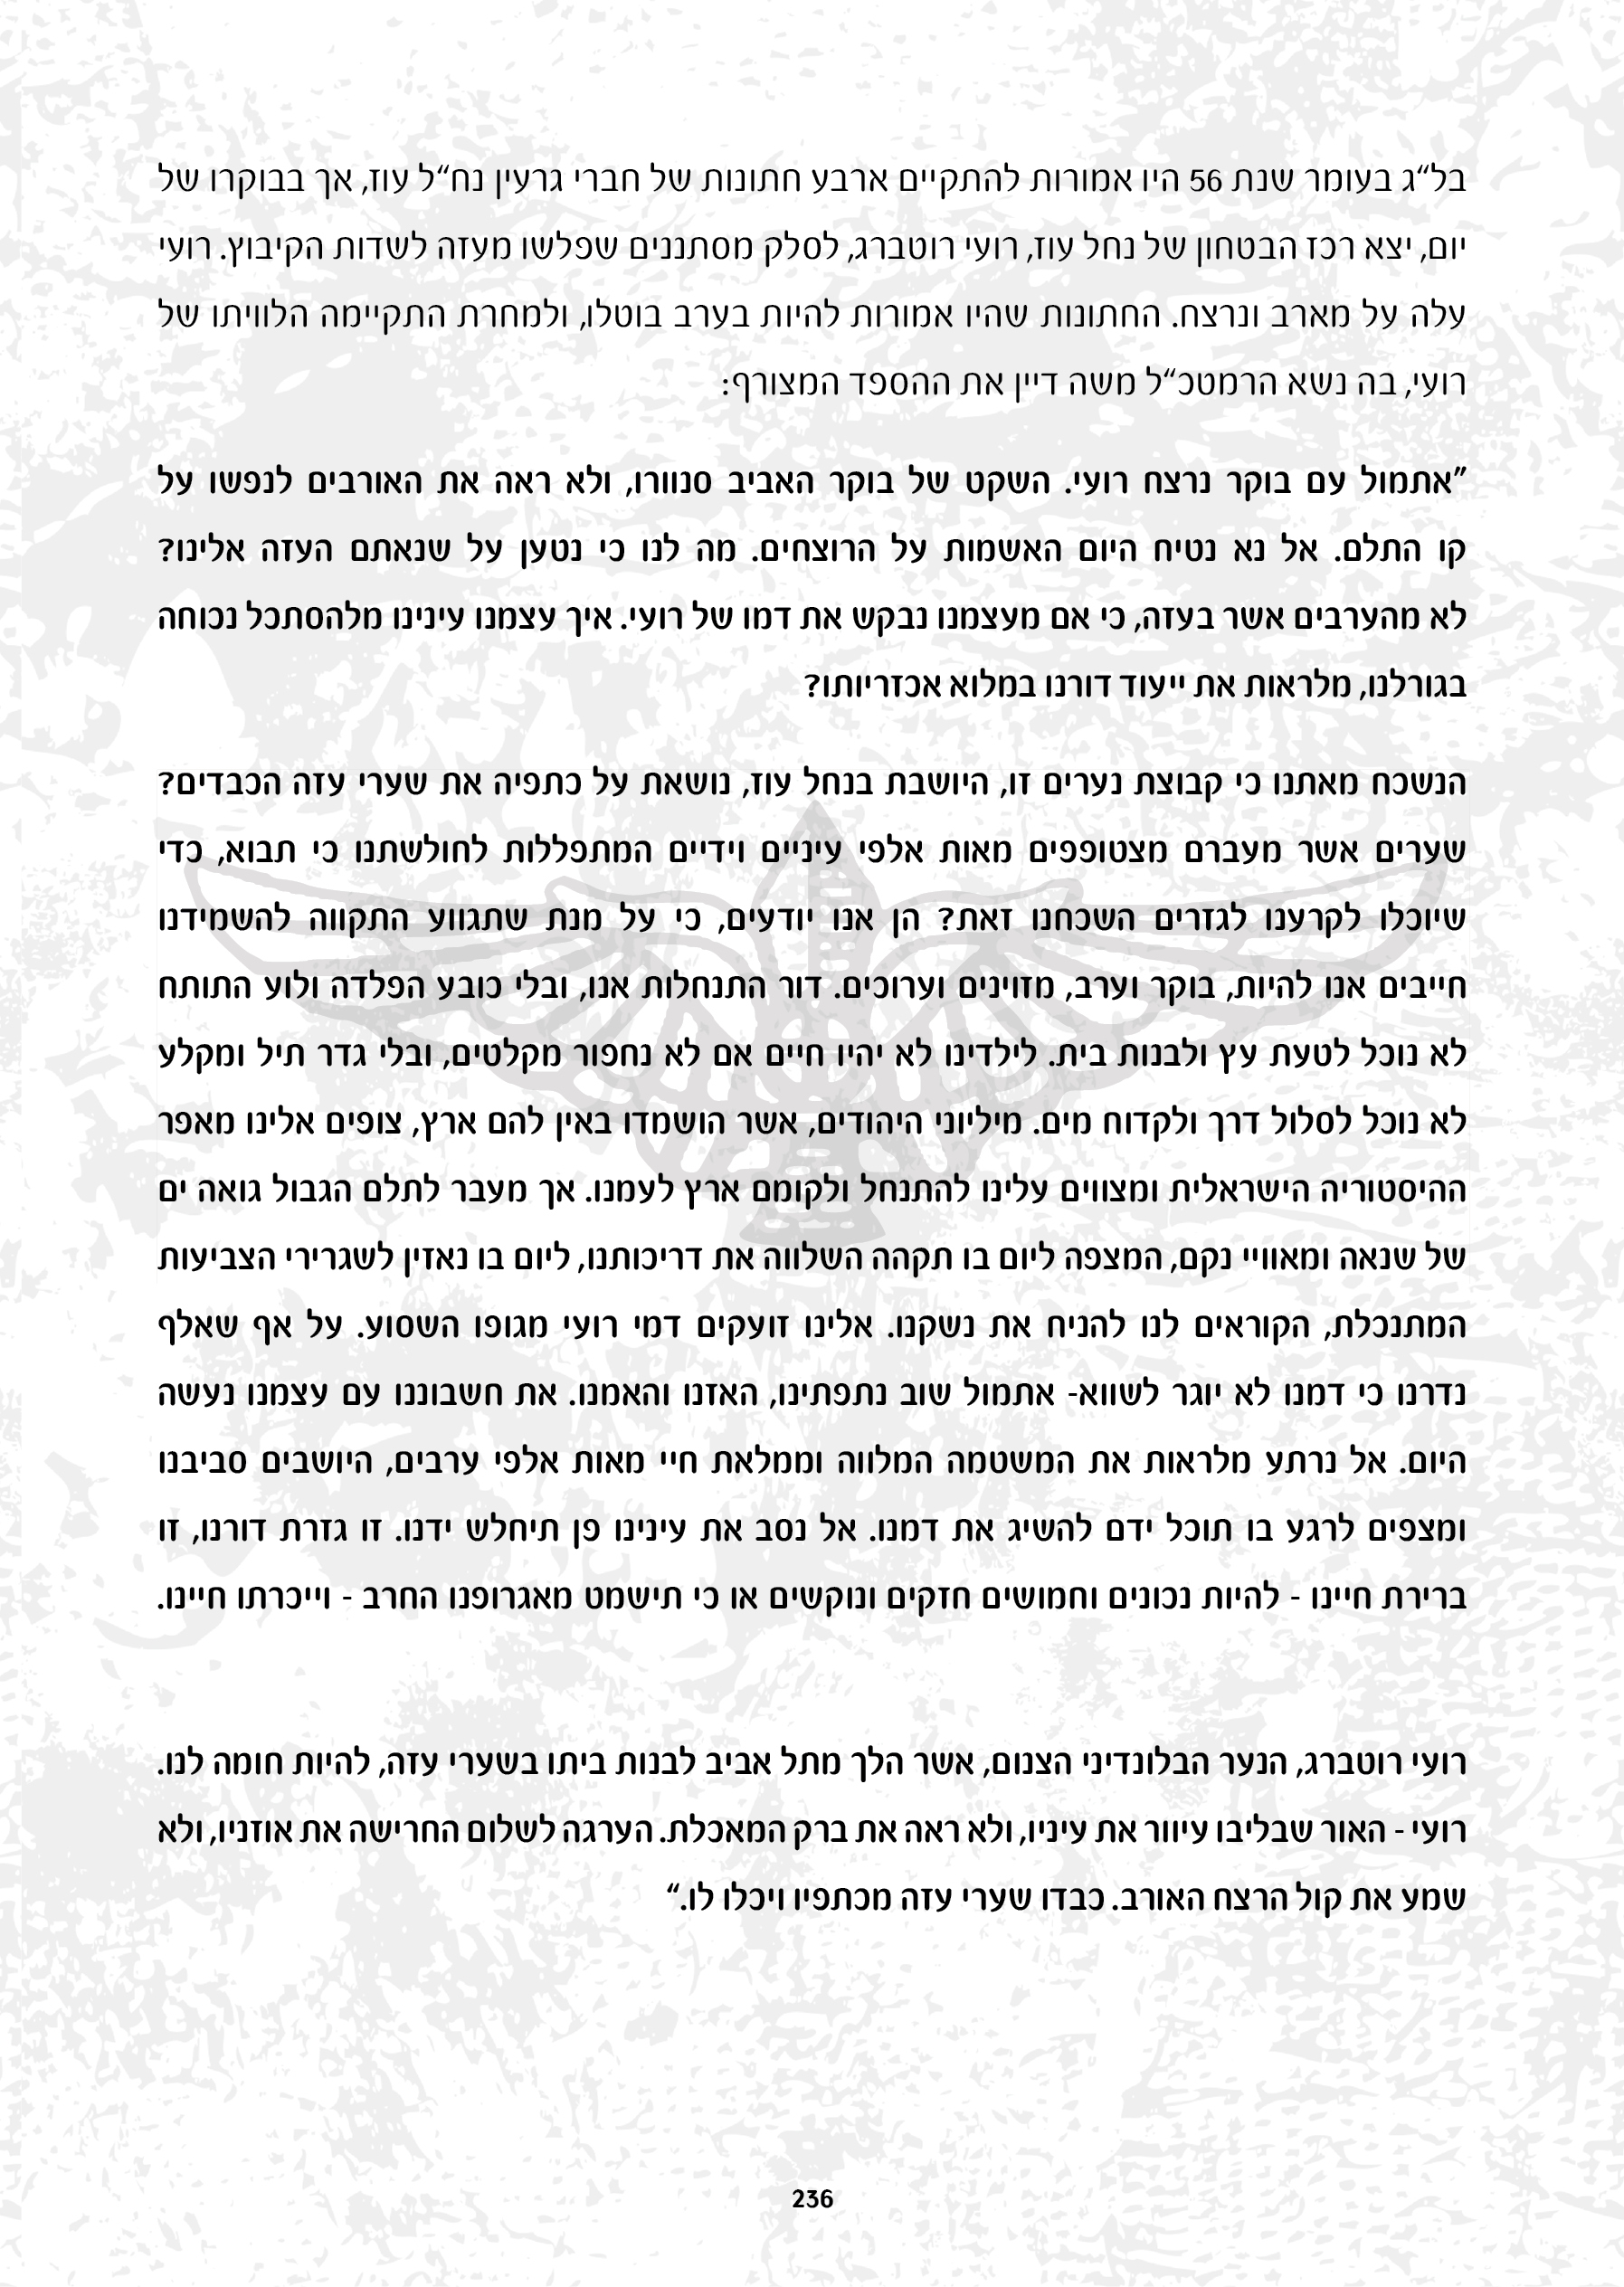 בל“ג בעומר שנת 56 היו אמורות להתקיים ארבע חתונות של חברי גרעין נח“ל עוז, אך בבוקרו של
יום, יצא רכז הבטחון של נחל עוז, רועי רוטברג, לסלק מסתננים שפלשו מעזה לשדות הקיבוץ. רועי
עלה על מארב ונרצח. החתונות שהיו אמורות להיות בערב בוטלו, ולמחרת התקיימה הלוויתו של
רועי, בה נשא הרמטכ“ל משה דיין את ההספד המצורף:
”אתמול עם בוקר נרצח רועי. השקט של בוקר האביב סנוורו, ולא ראה את האורבים לנפשו על
קו התלם. אל נא נטיח היום האשמות על הרוצחים. מה לנו כי נטען על שנאתם העזה אלינו?
לא מהערבים אשר בעזה, כי אם מעצמנו נבקש את דמו של רועי. איך עצמנו עינינו מלהסתכל נכוחה
בגורלנו, מלראות את ייעוד דורנו במלוא אכזריותו?
הנשכח מאתנו כי קבוצת נערים זו, היושבת בנחל עוז, נושאת על כתפיה את שערי עזה הכבדים?
שערים אשר מעברם מצטופפים מאות אלפי עיניים וידיים המתפללות לחולשתנו כי תבוא, כדי
שיוכלו לקרענו לגזרים השכחנו זאת? הן אנו יודעים, כי על מנת שתגווע התקווה להשמידנו
חייבים אנו להיות, בוקר וערב, מזוינים וערוכים. דור התנחלות אנו, ובלי כובע הפלדה ולוע התותח
לא נוכל לטעת עץ ולבנות בית. לילדינו לא יהיו חיים אם לא נחפור מקלטים, ובלי גדר תיל ומקלע
לא נוכל לסלול דרך ולקדוח מים. מיליוני היהודים, אשר הושמדו באין להם ארץ, צופים אלינו מאפר
ההיסטוריה הישראלית ומצווים עלינו להתנחל ולקומם ארץ לעמנו. אך מעבר לתלם הגבול גואה ים
של שנאה ומאוויי נקם, המצפה ליום בו תקהה השלווה את דריכותנו, ליום בו נאזין לשגרירי הצביעות
המתנכלת, הקוראים לנו להניח את נשקנו. אלינו זועקים דמי רועי מגופו השסוע. על אף שאלף
נדרנו כי דמנו לא יוגר לשווא- אתמול שוב נתפתינו, האזנו והאמנו. את חשבוננו עם עצמנו נעשה
היום. אל נרתע מלראות את המשטמה המלווה וממלאת חיי מאות אלפי ערבים, היושבים סביבנו
ומצפים לרגע בו תוכל ידם להשיג את דמנו. אל נסב את עינינו פן תיחלש ידנו. זו גזרת דורנו, זו
ברירת חיינו - להיות נכונים וחמושים חזקים ונוקשים או כי תישמט מאגרופנו החרב - וייכרתו חיינו.
רועי רוטברג, הנער הבלונדיני הצנום, אשר הלך מתל אביב לבנות ביתו בשערי עזה, להיות חומה לנו.
רועי - האור שבליבו עיוור את עיניו, ולא ראה את ברק המאכלת. הערגה לשלום החרישה את אוזניו, ולא
שמע את קול הרצח האורב. כבדו שערי עזה מכתפיו ויכלו לו.“
236